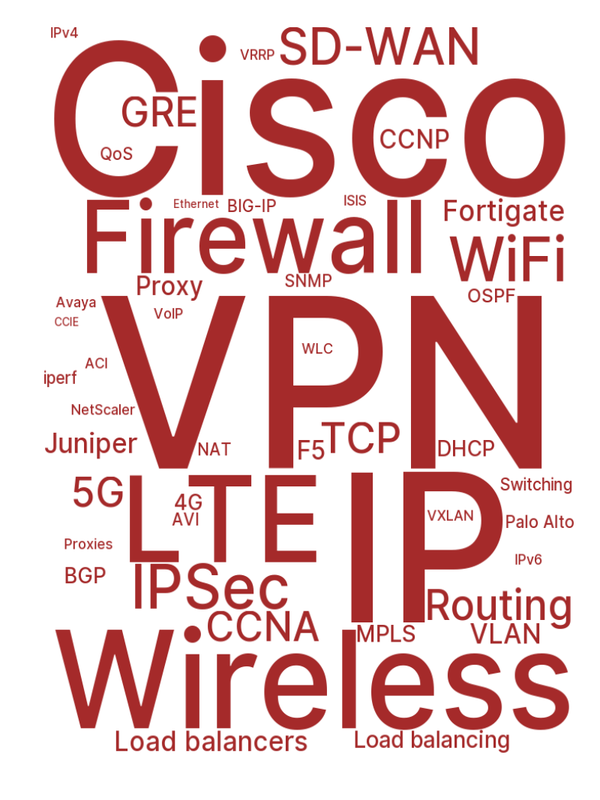 IPv4
VRRP
SD-WAN
Cisco
GRE
CCNP
QoS
Ethernet
BIG-IP
ISIS
Fortigate
Firewall
WiFi
Proxy
SNMP
OSPF
Avaya
VoIP
CCIE
VPN
WLC
ACI
iperf
NetScaler
Juniper
NAT
F5
TCP
DHCP
5G
LTE
4G
AVI
IP
Switching
VXLAN
Palo Alto
Proxies
IPv6
BGP
IPSec
Routing
CCNA
MPLS
VLAN
Wireless
Load balancers
Load balancing